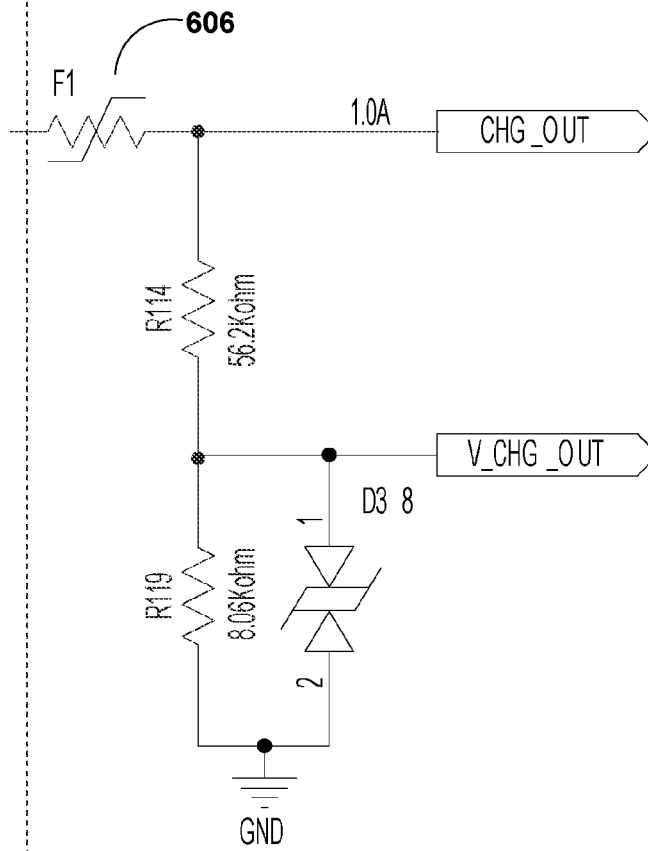 606
F1
1.0A
CHG_OUT
R114
56.2Kohm
V_CHG_OUT
D3 8
1
R119
8.06Kohm
2
GND